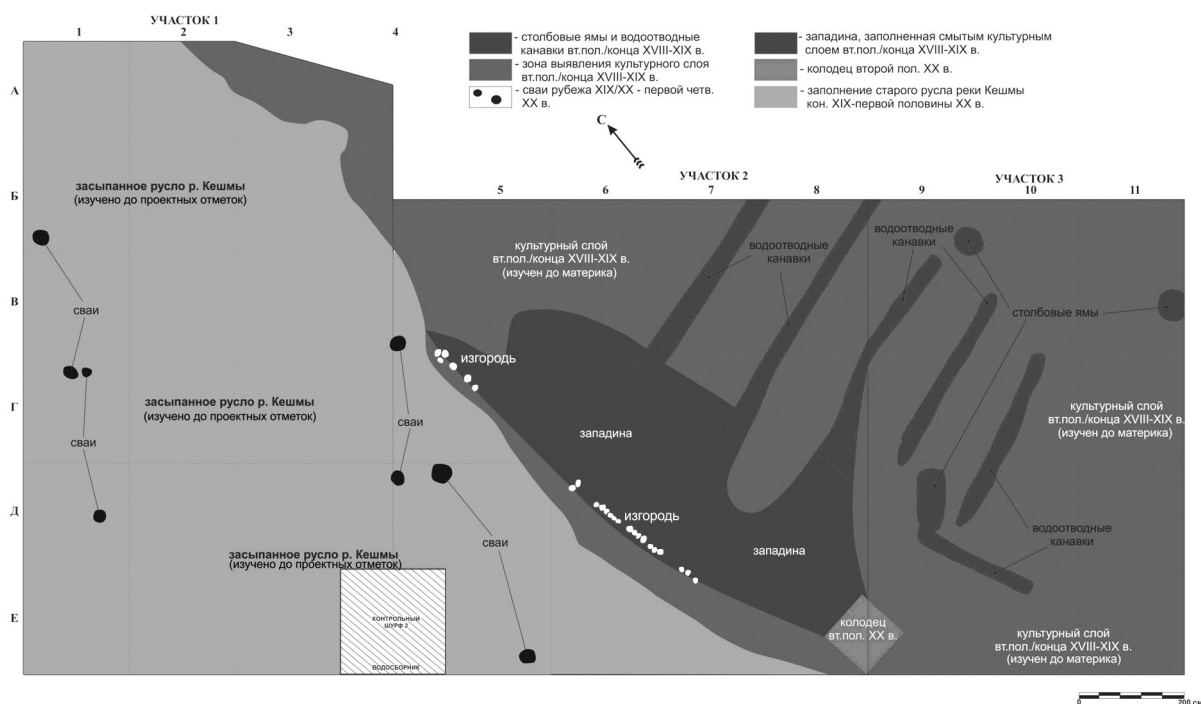 УЧАСТОК 1
1
2
3
4
- столбовые ямы и водоотводные
канавки вт.пол./конца XVIII-XIX в.
- зона выявления культурного слоя
вт.пол./конца XVIII-XIX в.
- сваи рубежа XIX/XX - первой четв.
XX в.
- западина, заполненная смытым культурным
слоем вт.пол./конца XVIII-XIX в.
- колодец второй пол. XX в.
- заполнение старого русла реки Кешмы
кон. XIX-первой половины XX в.
С
А
Б
В
Г
Д
Е
УЧАСТОК 2
УЧАСТОК 3
5
6
7
8
9
10
11
засыпанное русло р. Кешмы
(изучено до проектных отметок)
культурный слой
вт.пол./конца XVIII-XIX в.
(изучен до материка)
водоотводные
канавки
водоотводные
канавки
сваи
столбовые ямы
изгородь
засыпанное русло р. Кешмы
(изучено до проектных отметок)
сваи
сваи
западина
культурный слой
вт.пол./конца XVIII-XIX в.
(изучен до материка)
изгородь
сваи
западина
водоотводные
канавки
засыпанное русло р. Кешмы
(изучено до проектных отметок)
КОНТРОЛЬНЫЙ
ШУРФ 2
ВОДОСБОРНИК
колодец
вт.пол. XX в.
культурный слой
вт.пол./конца XVIII-XIX в.
(изучен до материка)
0
200 см